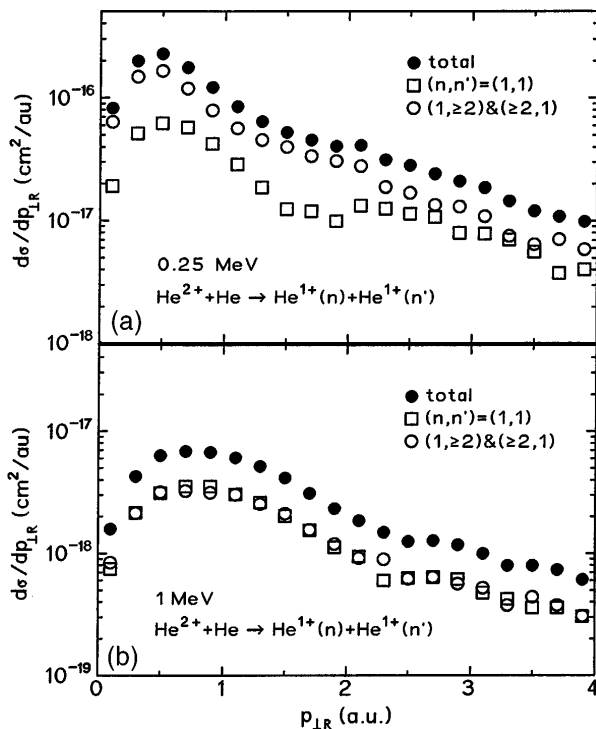 (a)
dσ/dp⊥R (cm²/au)
10⁻¹⁶
10⁻¹⁷
10⁻¹⁸
● total
□ (n,n')=(1,1)
○ (1,≥2)&(≥2,1)
0.25 MeV
He²⁺+He → He¹⁺(n)+He¹⁺(n')
(b)
dσ/dp⊥R (cm²/au)
10⁻¹⁷
10⁻¹⁸
10⁻¹⁹
● total
□ (n,n')=(1,1)
○ (1,≥2)&(≥2,1)
1 MeV
He²⁺+He → He¹⁺(n)+He¹⁺(n')
0 1 2 3 4
p⊥R (a.u.)